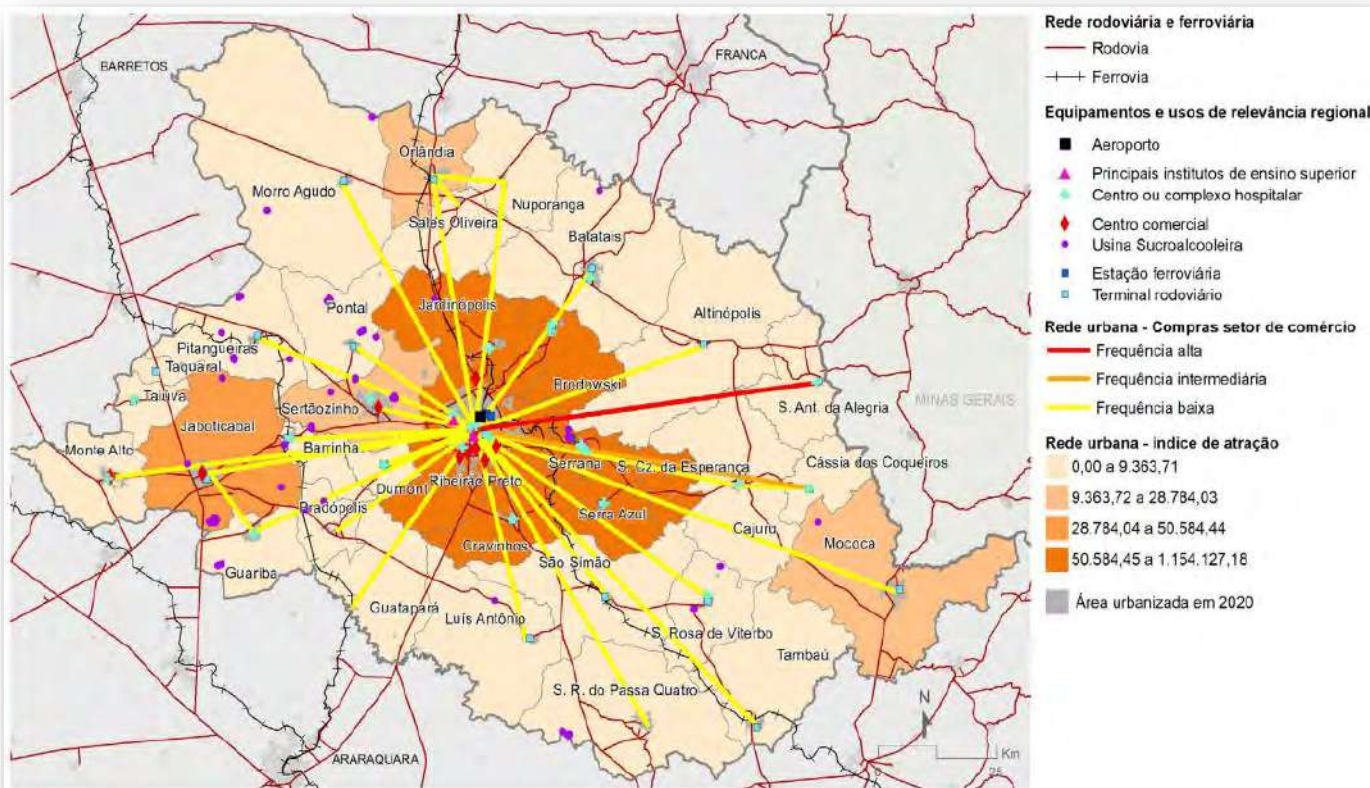 BARRETOS
FRANCA
Orlândia
Morro Agudo
Nuporanga
Sales Oliveira
Batatais
Jardinópolis
Pontal
Altinópolis
Pitangueiras
Taquaral
Brodowski
Taiuva
Sertãozinho
S. Ant. da Alegria
MINAS GERAIS
Jaboticabal
Monte Alto
Barrinha
Serrana
S. Cz. da Esperança
Cássia dos Coqueiros
Dumont
Ribeirão Preto
Pradópolis
Serra Azul
Cajuru
Mococa
Cravinhos
São Simão
Guariba
Guatapará
Luís Antônio
S. Rosa de Viterbo
Tambaú
S. R. do Passa Quatro
ARARAQUARA
N
Km
0
25
Rede rodoviária e ferroviária
Rodovia
Ferrovia
Equipamentos e usos de relevância regional
Aeroporto
Principais institutos de ensino superior
Centro ou complexo hospitalar
Centro comercial
Usina Sucroalcooleira
Estação ferroviária
Terminal rodoviário
Rede urbana - Compras setor de comércio
Frequência alta
Frequência intermediária
Frequência baixa
Rede urbana - índice de atração
0,00 a 9.363,71
9.363,72 a 28.784,03
28.784,04 a 50.584,44
50.584,45 a 1.154.127,18
Área urbanizada em 2020